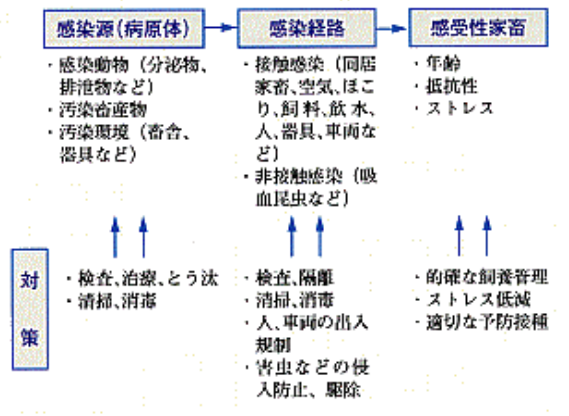 感染源（病原体）
感染経路
感受性家畜
・感染動物（分泌物、
排泄物など）
・汚染畜産物
・汚染環境（畜舎、
器具など）
・接触感染（同居
家畜、空気、ほこ
り、飼料、飲水、
人、器具、車両な
ど）
・非接触感染（吸
血昆虫など）
・年齢
・抵抗性
・ストレス
対
策
・検査、治療、とう汰
・清掃、消毒
・検査、隔離
・清掃、消毒
・人、車両の出入
規制
・害虫などの侵
入防止、駆除
・的確な飼養管理
・ストレス低減
・適切な予防接種